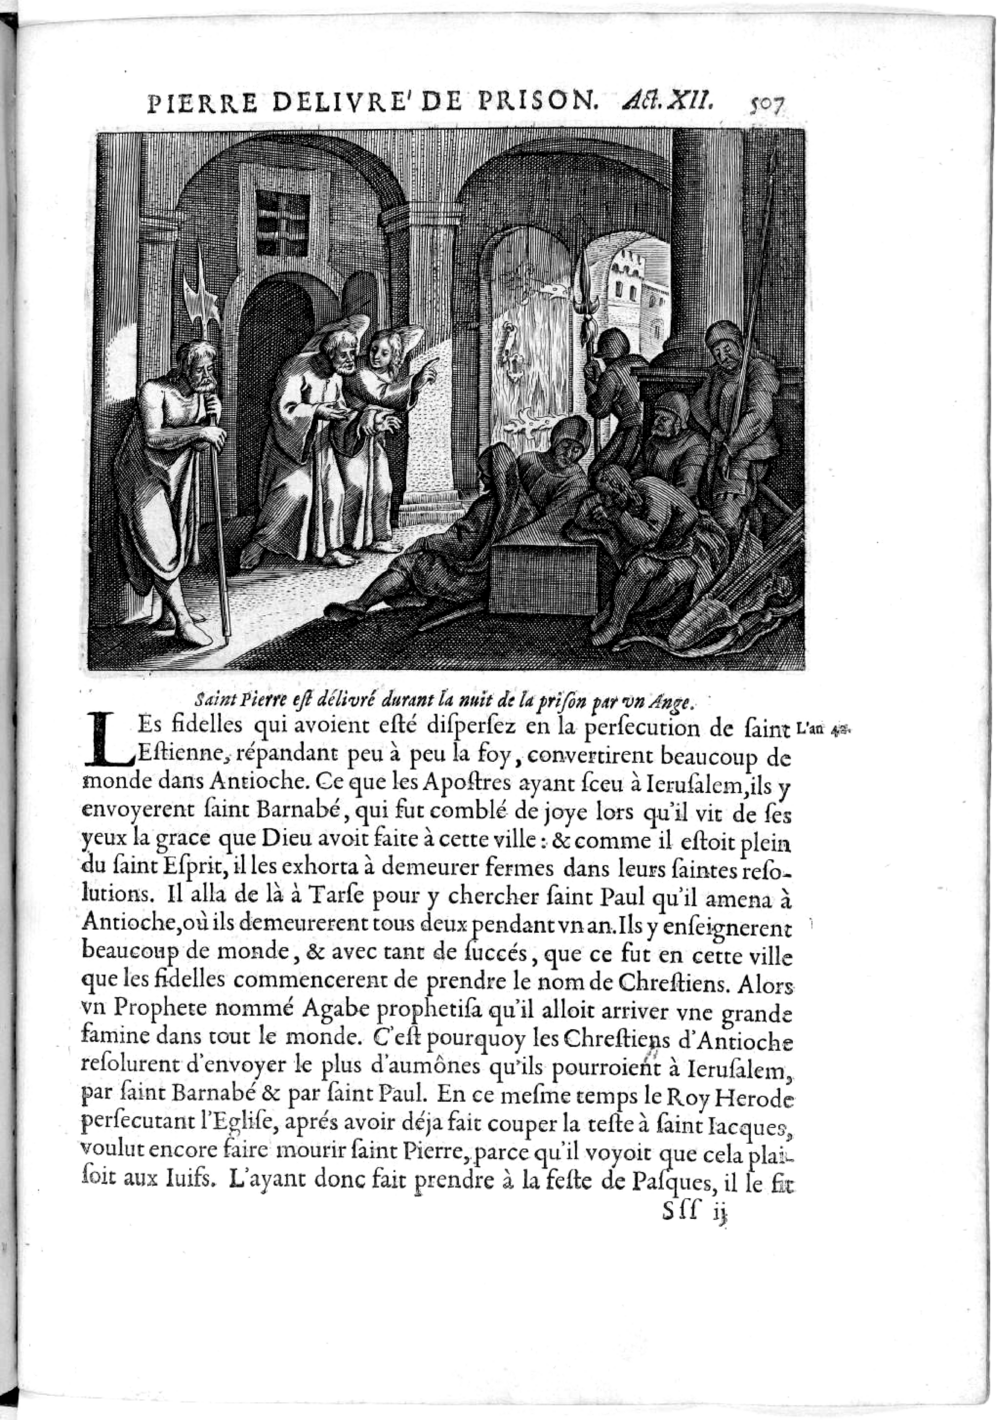 PIERRE DELIVRE' DE PRISON. Act. XII. 507
Saint Pierre eſt délivré durant la nuit de la priſon par vn Ange.
LEs fidelles qui avoient eſté diſperſez en la perſecution de ſaint L'an
Eſtienne, répandant peu à peu la foy, convertirent beaucoup de
monde dans Antioche. Ce que les Apoſtres ayant ſceu à Ieruſalem, ils y
envoyerent ſaint Barnabé, qui fut comblé de joye lors qu'il vit de ſes
yeux la grace que Dieu avoit faite à cette ville : & comme il eſtoit plein
du ſaint Eſprit, il les exhorta à demeurer fermes dans leurs ſaintes reſo-
lutions. Il alla de là à Tarſe pour y chercher ſaint Paul qu'il amena à
Antioche, où ils demeurerent tous deux pendant vn an. Ils y enſeignerent
beaucoup de monde, & avec tant de ſuccés, que ce fut en cette ville
que les fidelles commencerent de prendre le nom de Chreſtiens. Alors
vn Prophete nommé Agabe prophetiſa qu'il alloit arriver vne grande
famine dans tout le monde. C'eſt pourquoy les Chreſtiens d'Antioche
reſolurent d'envoyer le plus d'aumônes qu'ils pourroient à Ieruſalem,
par ſaint Barnabé & par ſaint Paul. En ce meſme temps le Roy Herode
perſecutant l'Egliſe, aprés avoir déja fait couper la teſte à ſaint Iacques,
voulut encore faire mourir ſaint Pierre, parce qu'il voyoit que cela plai-
ſoit aux Iuifs. L'ayant donc fait prendre à la feſte de Paſques, il le fit
Sſſ ij